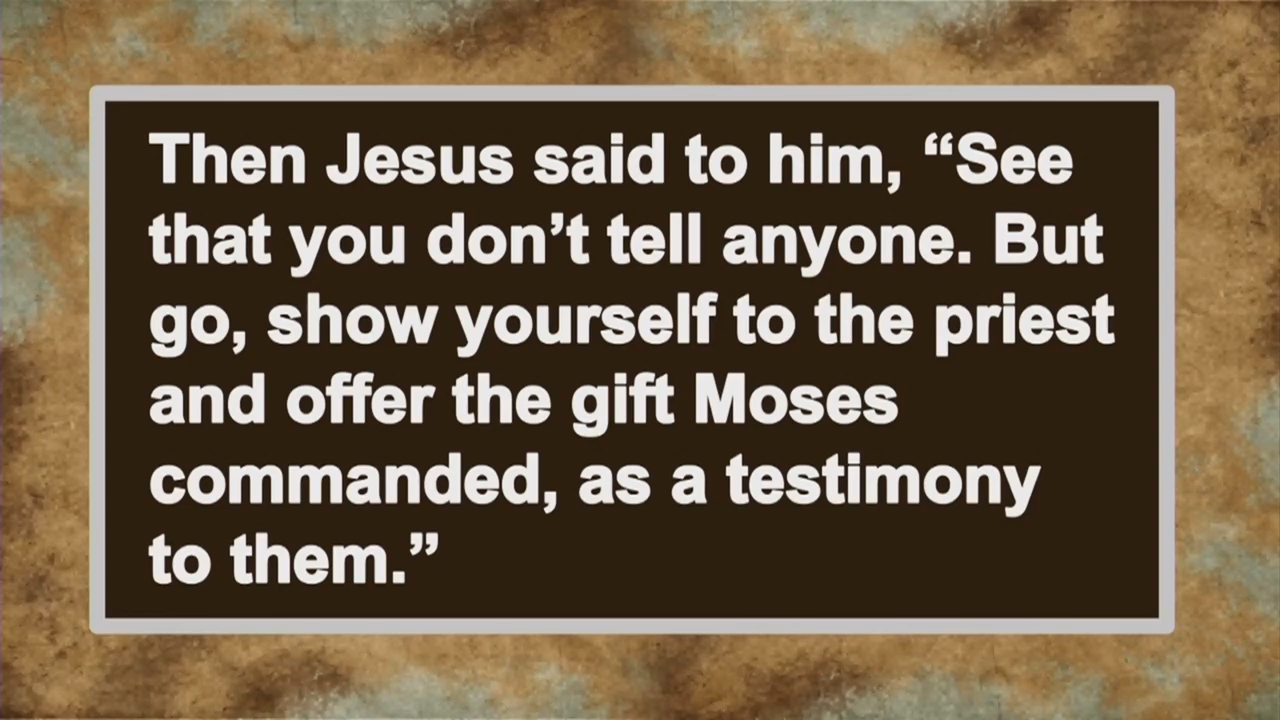 Then Jesus said to him, “See
that you don’t tell anyone. But
go, show yourself to the priest
and offer the gift Moses
commanded, as a testimony
to them.”